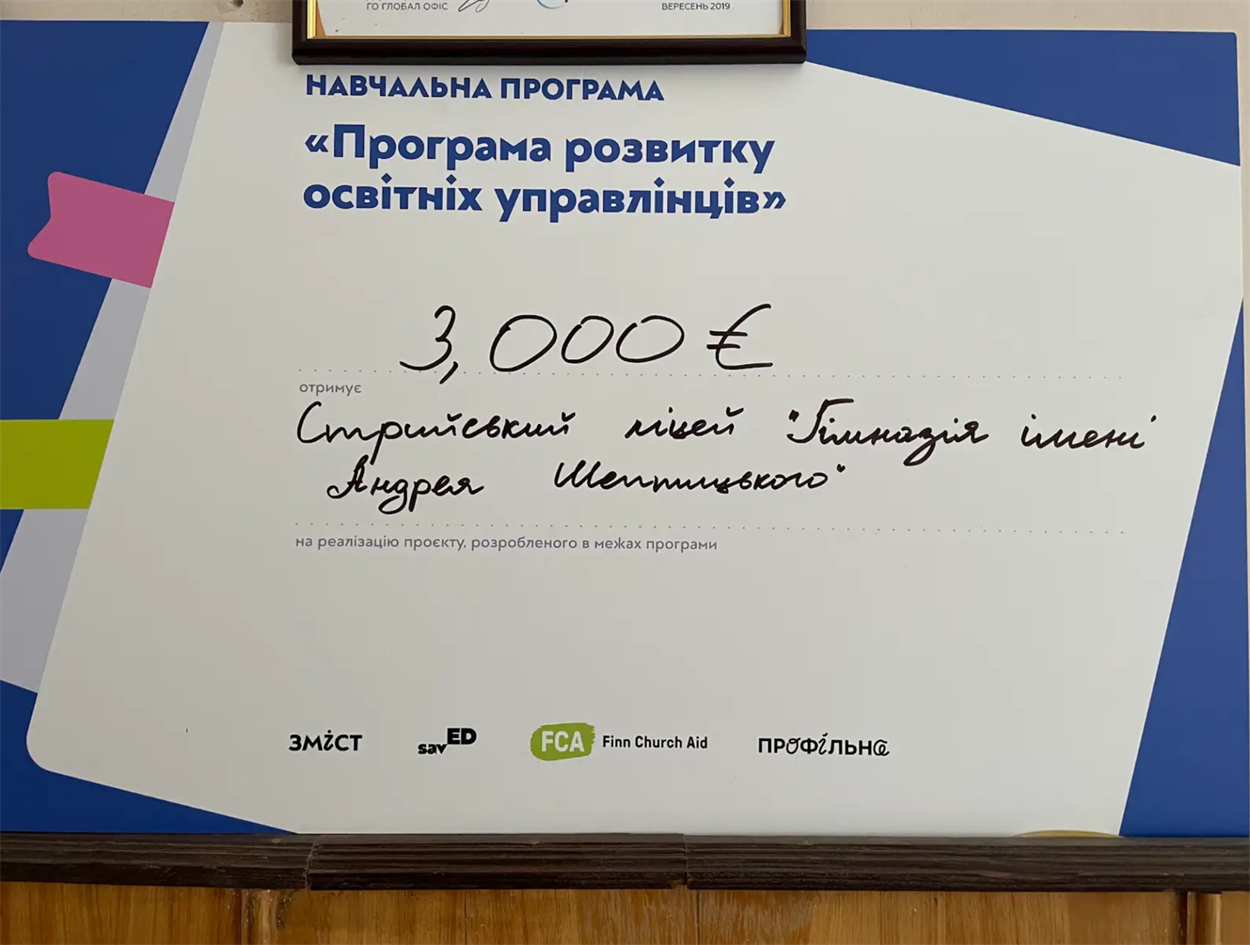 ГО ГЛОБАЛ ОФІС
ВЕРЕСЕНЬ 2019
НАВЧАЛЬНА ПРОГРАМА
«Програма розвитку
освітніх управлінців»
3,000 €
отримує
Стрийський ліцей "Гімназія імені
Андрея Шептицького"
на реалізацію проєкту, розробленого в межах програми
ЗМіСТ
savED
FCA Finn Church Aid
ПРОФіЛЬНа